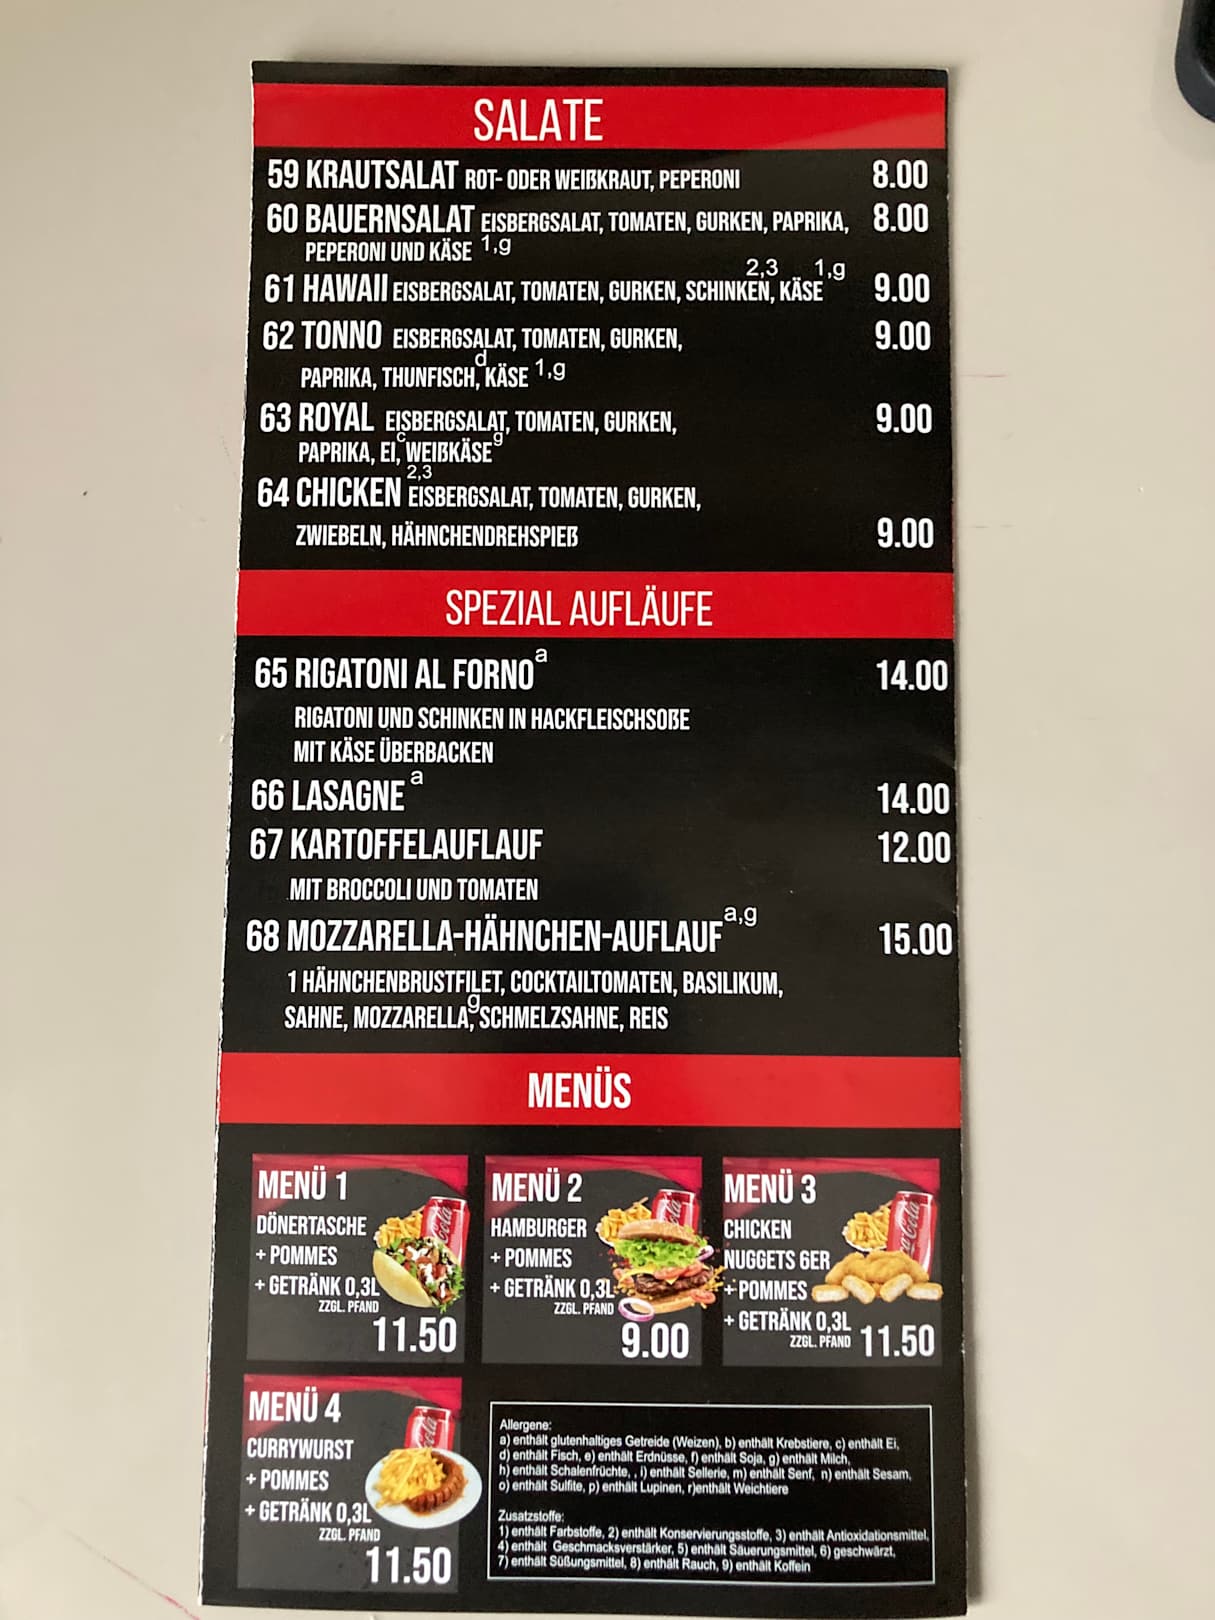 SALATE
59 KRAUTSALAT ROT- ODER WEIßKRAUT, PEPERONI 8.00
60 BAUERNSALAT EISBERGSALAT, TOMATEN, GURKEN, PAPRIKA, 8.00
PEPERONI UND KÄSE 1,g
61 HAWAII EISBERGSALAT, TOMATEN, GURKEN, SCHINKEN, 2,3 KÄSE 1,g 9.00
62 TONNO EISBERGSALAT, TOMATEN, GURKEN, 9.00
PAPRIKA, THUNFISCH, d KÄSE 1,g
63 ROYAL EISBERGSALAT, TOMATEN, GURKEN, 9.00
PAPRIKA, EI, c WEIßKÄSE g
64 CHICKEN 2,3 EISBERGSALAT, TOMATEN, GURKEN,
ZWIEBELN, HÄHNCHENDREHSPIEß 9.00
SPEZIAL AUFLÄUFE
65 RIGATONI AL FORNO a 14.00
RIGATONI UND SCHINKEN IN HACKFLEISCHSOßE
MIT KÄSE ÜBERBACKEN
66 LASAGNE a 14.00
67 KARTOFFELAUFLAUF 12.00
MIT BROCCOLI UND TOMATEN
68 MOZZARELLA-HÄHNCHEN-AUFLAUF a,g 15.00
1 HÄHNCHENBRUSTFILET, COCKTAILTOMATEN, BASILIKUM,
SAHNE, MOZZARELLA, g SCHMELZSAHNE, REIS
MENÜS
MENÜ 1
DÖNERTASCHE
+ POMMES
+ GETRÄNK 0,3L
ZZGL. PFAND
11.50
MENÜ 2
HAMBURGER
+ POMMES
+ GETRÄNK 0,3L
ZZGL. PFAND
9.00
MENÜ 3
CHICKEN
NUGGETS 6ER
+ POMMES
+ GETRÄNK 0,3L
ZZGL. PFAND
11.50
MENÜ 4
CURRYWURST
+ POMMES
+ GETRÄNK 0,3L
ZZGL. PFAND
11.50
Allergene:
a) enthält glutenhaltiges Getreide (Weizen), b) enthält Krebstiere, c) enthält Ei,
d) enthält Fisch, e) enthält Erdnüsse, f) enthält Soja, g) enthält Milch,
h) enthält Schalenfrüchte, , i) enthält Sellerie, m) enthält Senf, n) enthält Sesam,
o) enthält Sulfite, p) enthält Lupinen, r)enthält Weichtiere
Zusatzstoffe:
1) enthält Farbstoffe, 2) enthält Konservierungsstoffe, 3) enthält Antioxidationsmittel,
4) enthält Geschmacksverstärker, 5) enthält Säuerungsmittel, 6) geschwärzt,
7) enthält Süßungsmittel, 8) enthält Rauch, 9) enthält Koffein